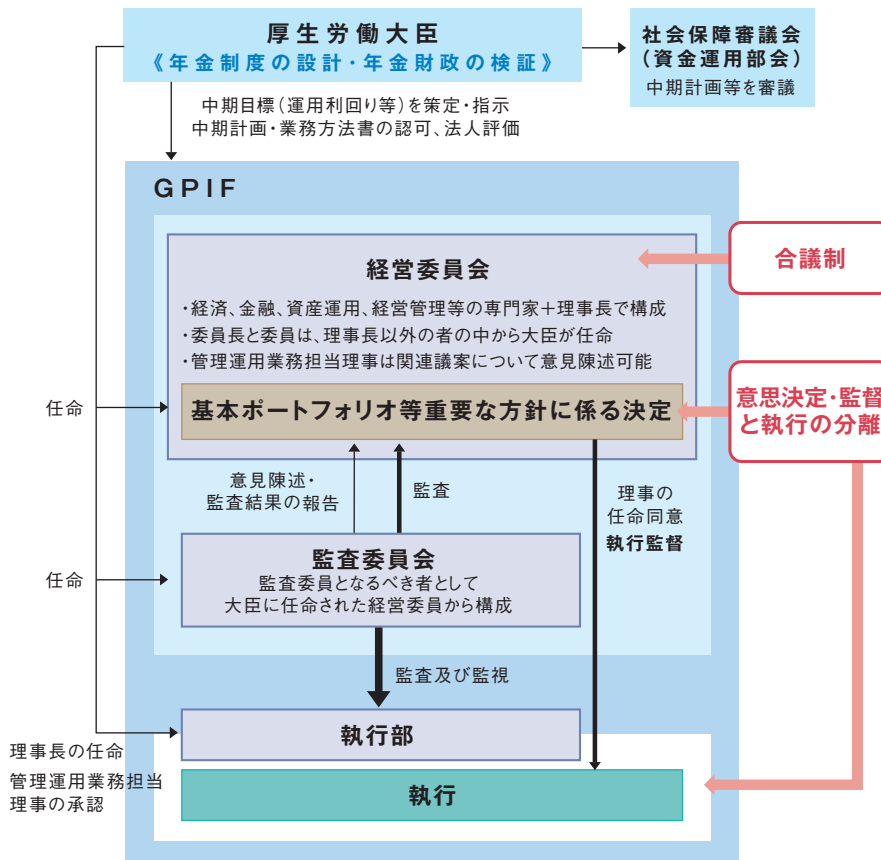 厚生労働大臣
《年金制度の設計・年金財政の検証》
社会保障審議会
(資金運用部会)
中期計画等を審議
中期目標(運用利回り等)を策定・指示
中期計画・業務方法書の認可、法人評価
GPIF
経営委員会
・経済、金融、資産運用、経営管理等の専門家+理事長で構成
・委員長と委員は、理事長以外の者の中から大臣が任命
・管理運用業務担当理事は関連議案について意見陳述可能
基本ポートフォリオ等重要な方針に係る決定
合議制
意思決定・監督
と執行の分離
任命
意見陳述・
監査結果の報告
監査
理事の
任命同意
執行監督
任命
監査委員会
監査委員となるべき者として
大臣に任命された経営委員から構成
監査及び監視
執行部
理事長の任命
管理運用業務担当
理事の承認
執行